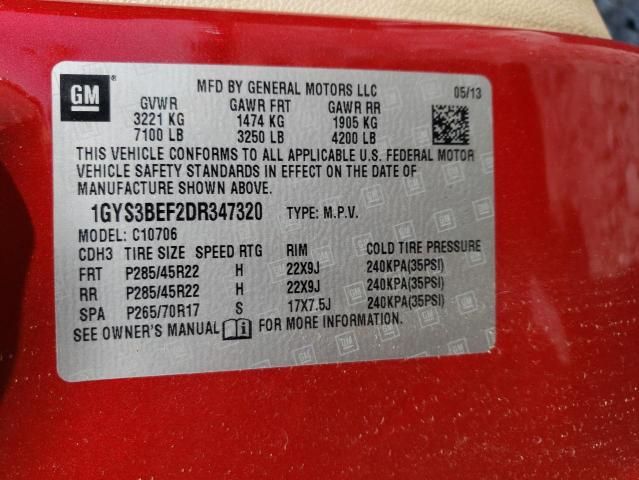 GM
MFD BY GENERAL MOTORS LLC 05/13
GVWR GAWR FRT GAWR RR
3221 KG 1474 KG 1905 KG
7100 LB 3250 LB 4200 LB
THIS VEHICLE CONFORMS TO ALL APPLICABLE U.S. FEDERAL MOTOR
VEHICLE SAFETY STANDARDS IN EFFECT ON THE DATE OF
MANUFACTURE SHOWN ABOVE.
1GYS3BEF2DR347320 TYPE: M.P.V.
MODEL: C10706
CDH3 TIRE SIZE SPEED RTG RIM COLD TIRE PRESSURE
FRT P285/45R22 H 22X9J 240KPA(35PSI)
RR P285/45R22 H 22X9J 240KPA(35PSI)
SPA P265/70R17 S 17X7.5J 240KPA(35PSI)
SEE OWNER'S MANUAL FOR MORE INFORMATION.